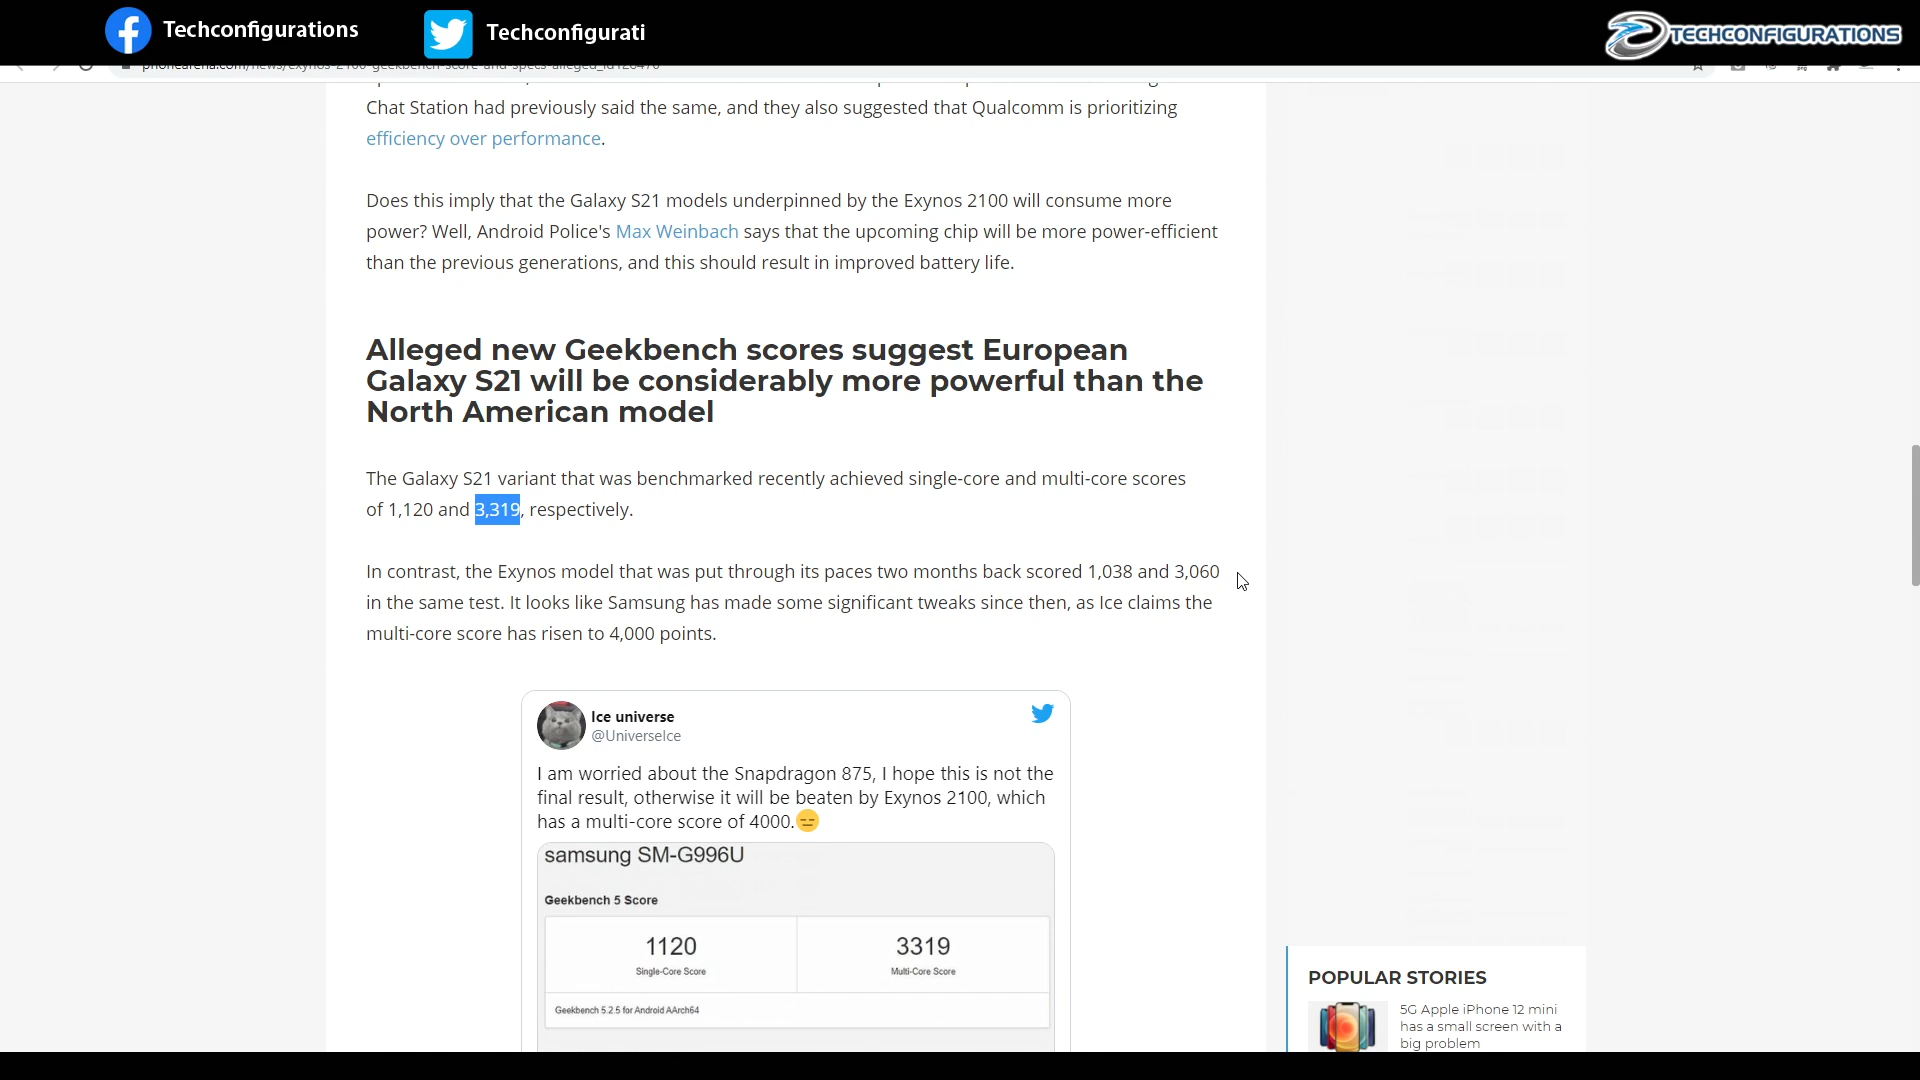 Techconfigurations
Techconfigurati
TECHCONFIGURATIONS
phonearena.com/news/exynos-2100-geekbench-score-and-specs-alleged_id128470
Chat Station had previously said the same, and they also suggested that Qualcomm is prioritizing
efficiency over performance.
Does this imply that the Galaxy S21 models underpinned by the Exynos 2100 will consume more
power? Well, Android Police's Max Weinbach says that the upcoming chip will be more power-efficient
than the previous generations, and this should result in improved battery life.
Alleged new Geekbench scores suggest European
Galaxy S21 will be considerably more powerful than the
North American model
The Galaxy S21 variant that was benchmarked recently achieved single-core and multi-core scores
of 1,120 and 3,319, respectively.
In contrast, the Exynos model that was put through its paces two months back scored 1,038 and 3,060
in the same test. It looks like Samsung has made some significant tweaks since then, as Ice claims the
multi-core score has risen to 4,000 points.
Ice universe
@UniverseIce
I am worried about the Snapdragon 875, I hope this is not the
final result, otherwise it will be beaten by Exynos 2100, which
has a multi-core score of 4000.😑
samsung SM-G996U
Geekbench 5 Score
1120
3319
Single-Core Score
Multi-Core Score
Geekbench 5.2.5 for Android AArch64
POPULAR STORIES
5G Apple iPhone 12 mini
has a small screen with a
big problem